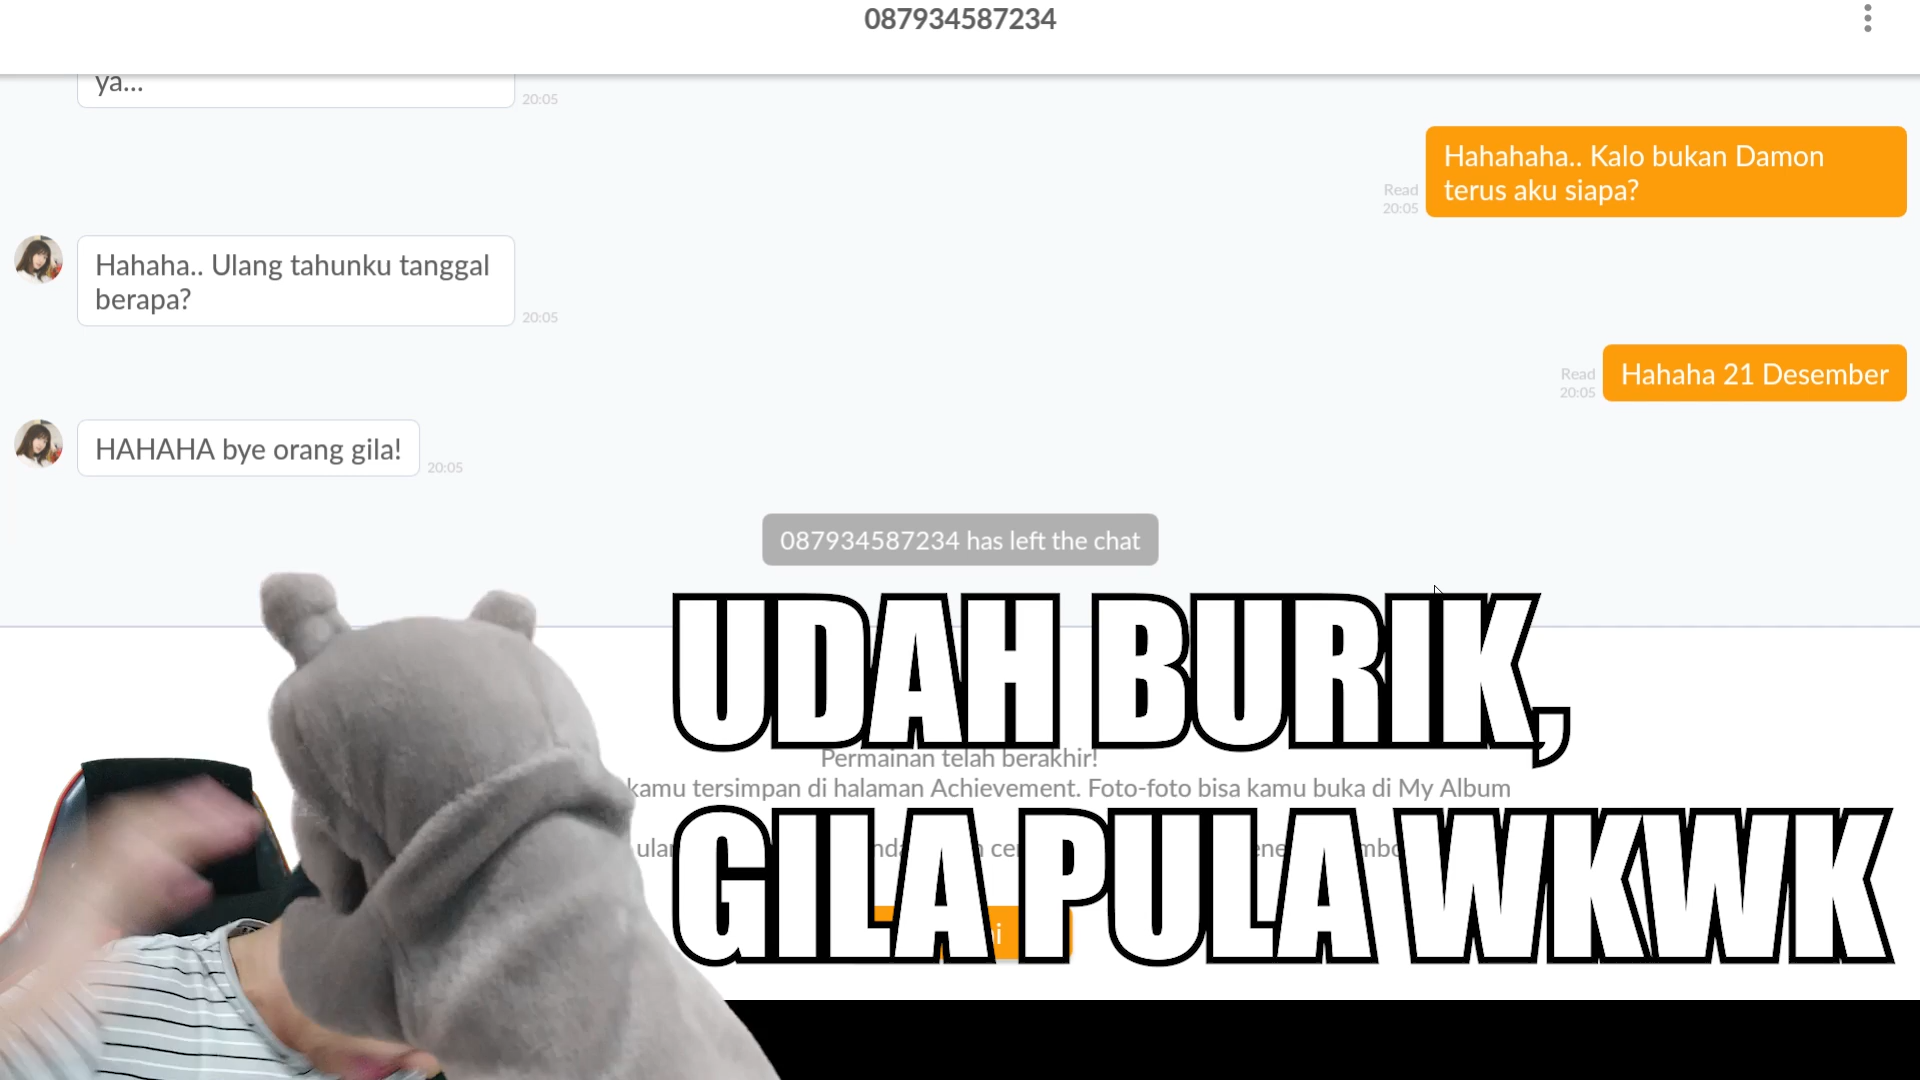 087934587234
ya...
20:05
Hahahaha.. Kalo bukan Damon
terus aku siapa?
Read
20:05
Hahaha.. Ulang tahunku tanggal
berapa?
20:05
Hahaha 21 Desember
Read
20:05
HAHAHA bye orang gila!
20:05
087934587234 has left the chat
UDAH BURIK,
Permainan telah berakhir!
kamu tersimpan di halaman Achievement. Foto-foto bisa kamu buka di My Album
GILA PULA WKWK